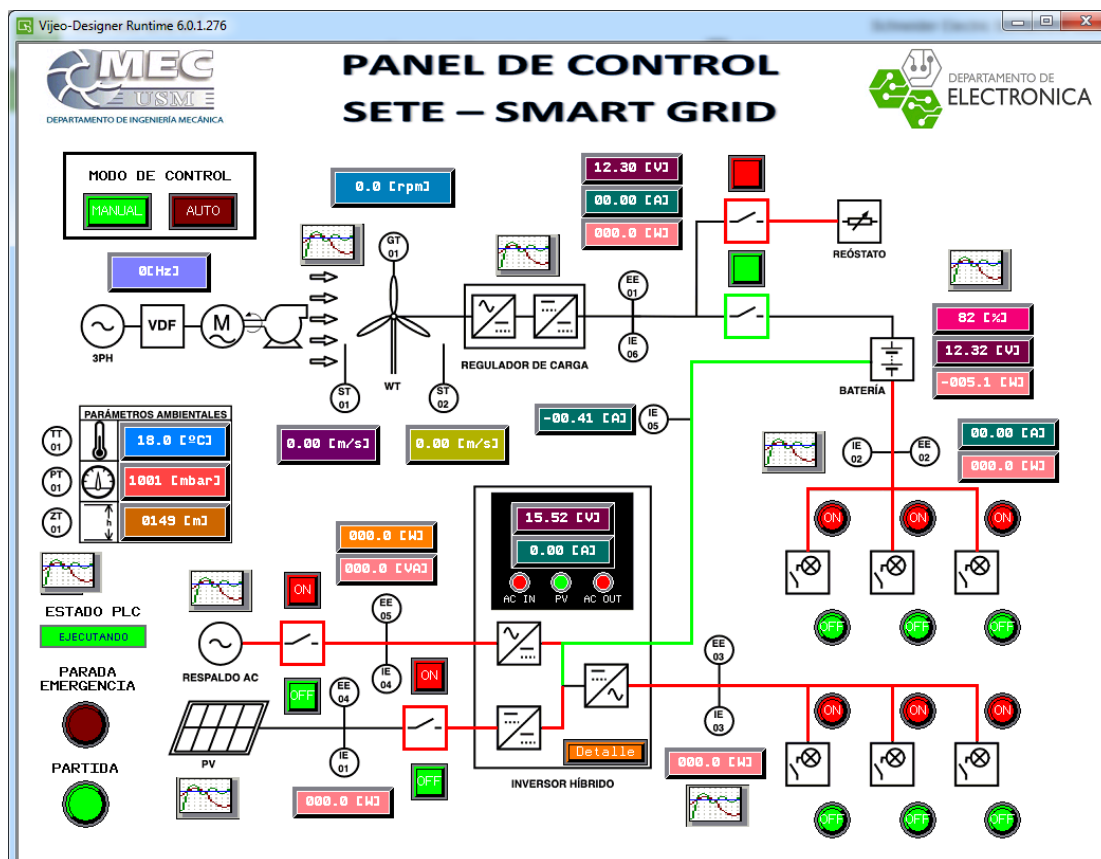 Vijeo-Designer Runtime 6.0.1.276
MEC
USM
DEPARTAMENTO DE INGENIERÍA MECÁNICA
PANEL DE CONTROL
SETE – SMART GRID
DEPARTAMENTO DE
ELECTRONICA
MODO DE CONTROL
MANUAL
AUTO
0.0 [rpm]
12.30 [V]
00.00 [A]
000.0 [W]
REÓSTATO
0[Hz]
GT
01
EE
01
IE
06
3PH
VDF
M
WT
ST
01
ST
02
REGULADOR DE CARGA
82 [%]
12.32 [V]
-005.1 [W]
BATERÍA
-00.41 [A]
IE
05
0.00 [m/s]
0.00 [m/s]
00.00 [A]
000.0 [W]
IE
02
EE
02
PARÁMETROS AMBIENTALES
TT
01
18.0 [ºC]
PT
01
1001 [mbar]
ZT
01
h
0149 [m]
15.52 [V]
0.00 [A]
AC IN
PV
AC OUT
000.0 [W]
000.0 [VA]
ON
ON
ON
OFF
OFF
OFF
ESTADO PLC
EJECUTANDO
PARADA
EMERGENCIA
PARTIDA
RESPALDO AC
ON
OFF
EE
05
IE
04
PV
EE
04
IE
01
ON
OFF
000.0 [W]
Detalle
INVERSOR HÍBRIDO
EE
03
IE
03
000.0 [W]
ON
ON
ON
OFF
OFF
OFF